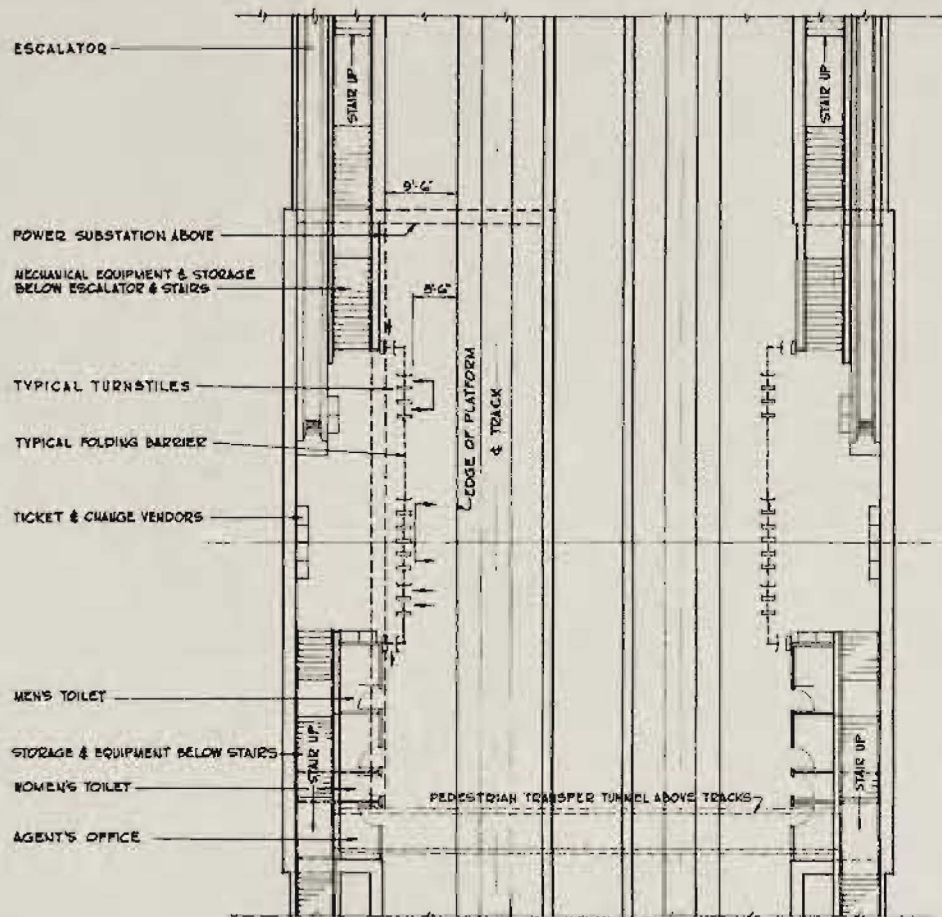 ESCALATOR
STAIR UP
STAIR UP
9'-6"
POWER SUBSTATION ABOVE
MECHANICAL EQUIPMENT & STORAGE
BELOW ESCALATOR & STAIRS
8'-6"
TYPICAL TURNSTILES
TYPICAL FOLDING BARRIER
EDGE OF PLATFORM
℄ TRACK
TICKET & CHANGE VENDORS
MEN'S TOILET
STORAGE & EQUIPMENT BELOW STAIRS
STAIR UP
STAIR UP
WOMEN'S TOILET
PEDESTRIAN TRANSFER TUNNEL ABOVE TRACKS
AGENT'S OFFICE